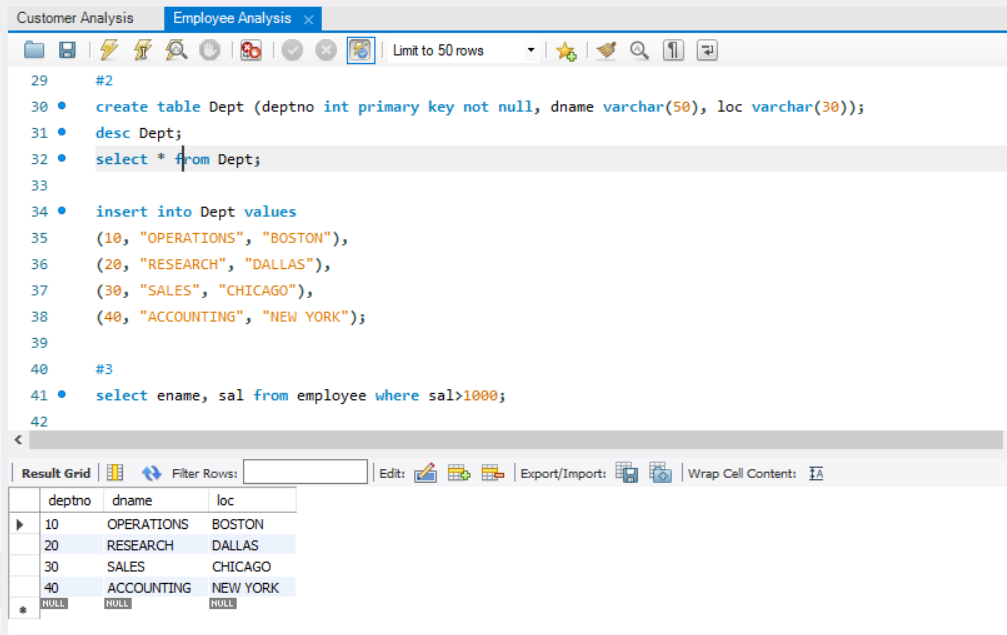 Customer Analysis Employee Analysis ×
Limit to 50 rows
29 #2
30 create table Dept (deptno int primary key not null, dname varchar(50), loc varchar(30));
31 desc Dept;
32 select * from Dept;
33
34 insert into Dept values
35 (10, "OPERATIONS", "BOSTON"),
36 (20, "RESEARCH", "DALLAS"),
37 (30, "SALES", "CHICAGO"),
38 (40, "ACCOUNTING", "NEW YORK");
39
40 #3
41 select ename, sal from employee where sal>1000;
42
Result Grid Filter Rows: Edit: Export/Import: Wrap Cell Content: IA
deptno dname loc
10 OPERATIONS BOSTON
20 RESEARCH DALLAS
30 SALES CHICAGO
40 ACCOUNTING NEW YORK
NULL NULL NULL